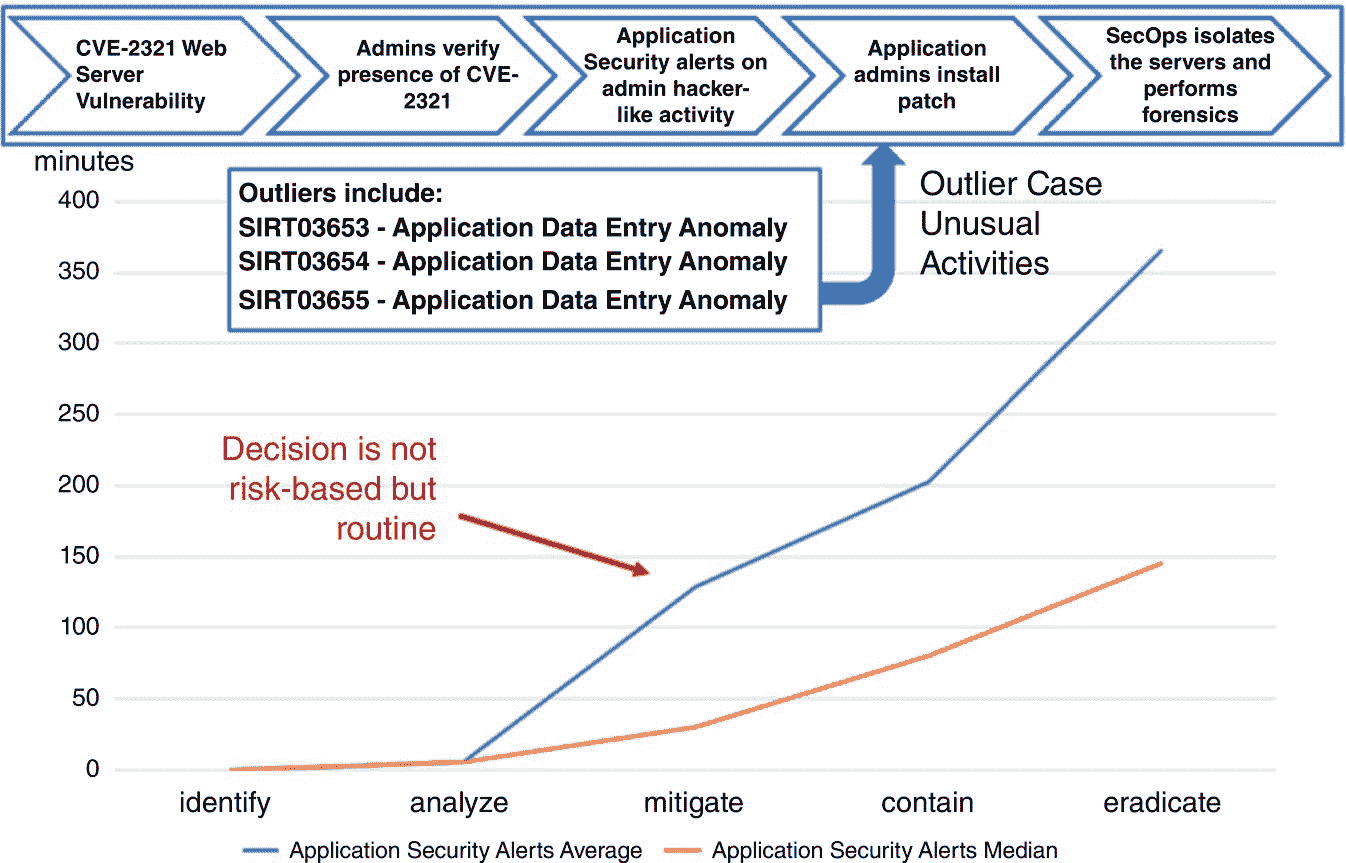 CVE-2321 Web
Server
Vulnerability
Admins verify
presence of CVE-
2321
Application
Security alerts on
admin hacker-
like activity
Application
admins install
patch
SecOps isolates
the servers and
performs
forensics
minutes
Outliers include:
SIRT03653 - Application Data Entry Anomaly
SIRT03654 - Application Data Entry Anomaly
SIRT03655 - Application Data Entry Anomaly
Outlier Case
Unusual
Activities
400
350
300
250
200
150
100
50
0
Decision is not
risk-based but
routine
identify
analyze
mitigate
contain
eradicate
Application Security Alerts Average
Application Security Alerts Median